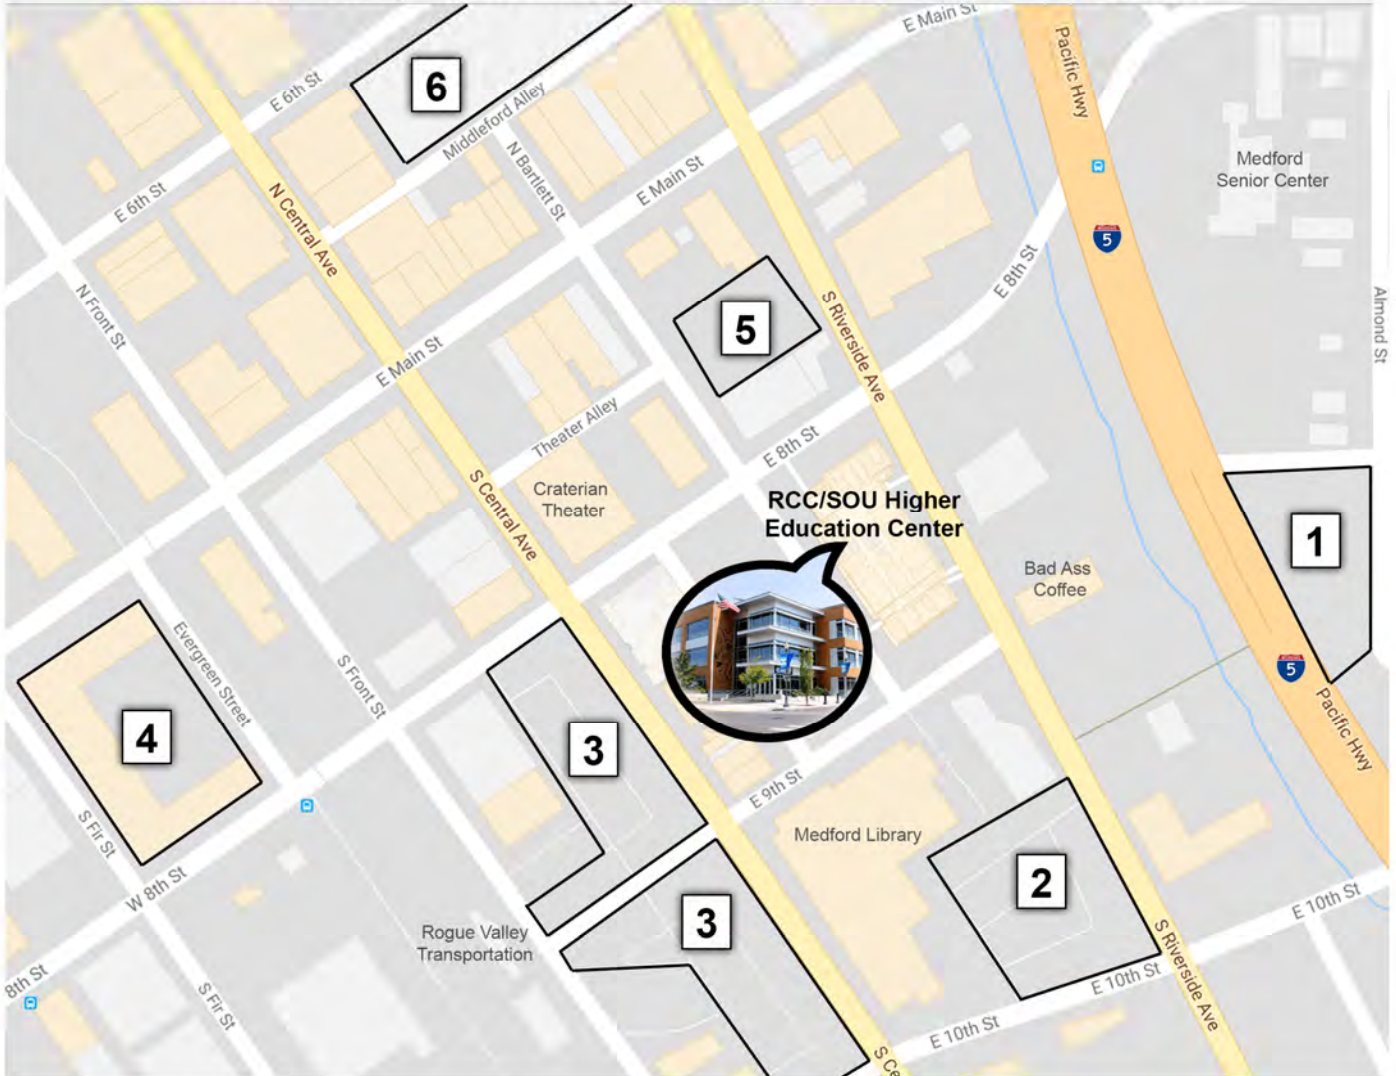 E Main St
Pacific Hwy
E 6th St
6
Middleford Alley
N Bartlett St
E Main St
Medford
Senior Center
E 6th St
N Central Ave
5
E 8th St
N Front St
5
S Riverside Ave
Almond St
E Main St
Theater Alley
E 8th St
S Central Ave
Craterian
Theater
RCC/SOU Higher
Education Center
1
Bad Ass
Coffee
Evergreen Street
S Front St
5
Pacific Hwy
4
3
E 9th St
S Fir St
Medford Library
2
W 8th St
E 10th St
3
Rogue Valley
Transportation
S Riverside Ave
8th St
S Fir St
E 10th St
E 10th St
S Ce